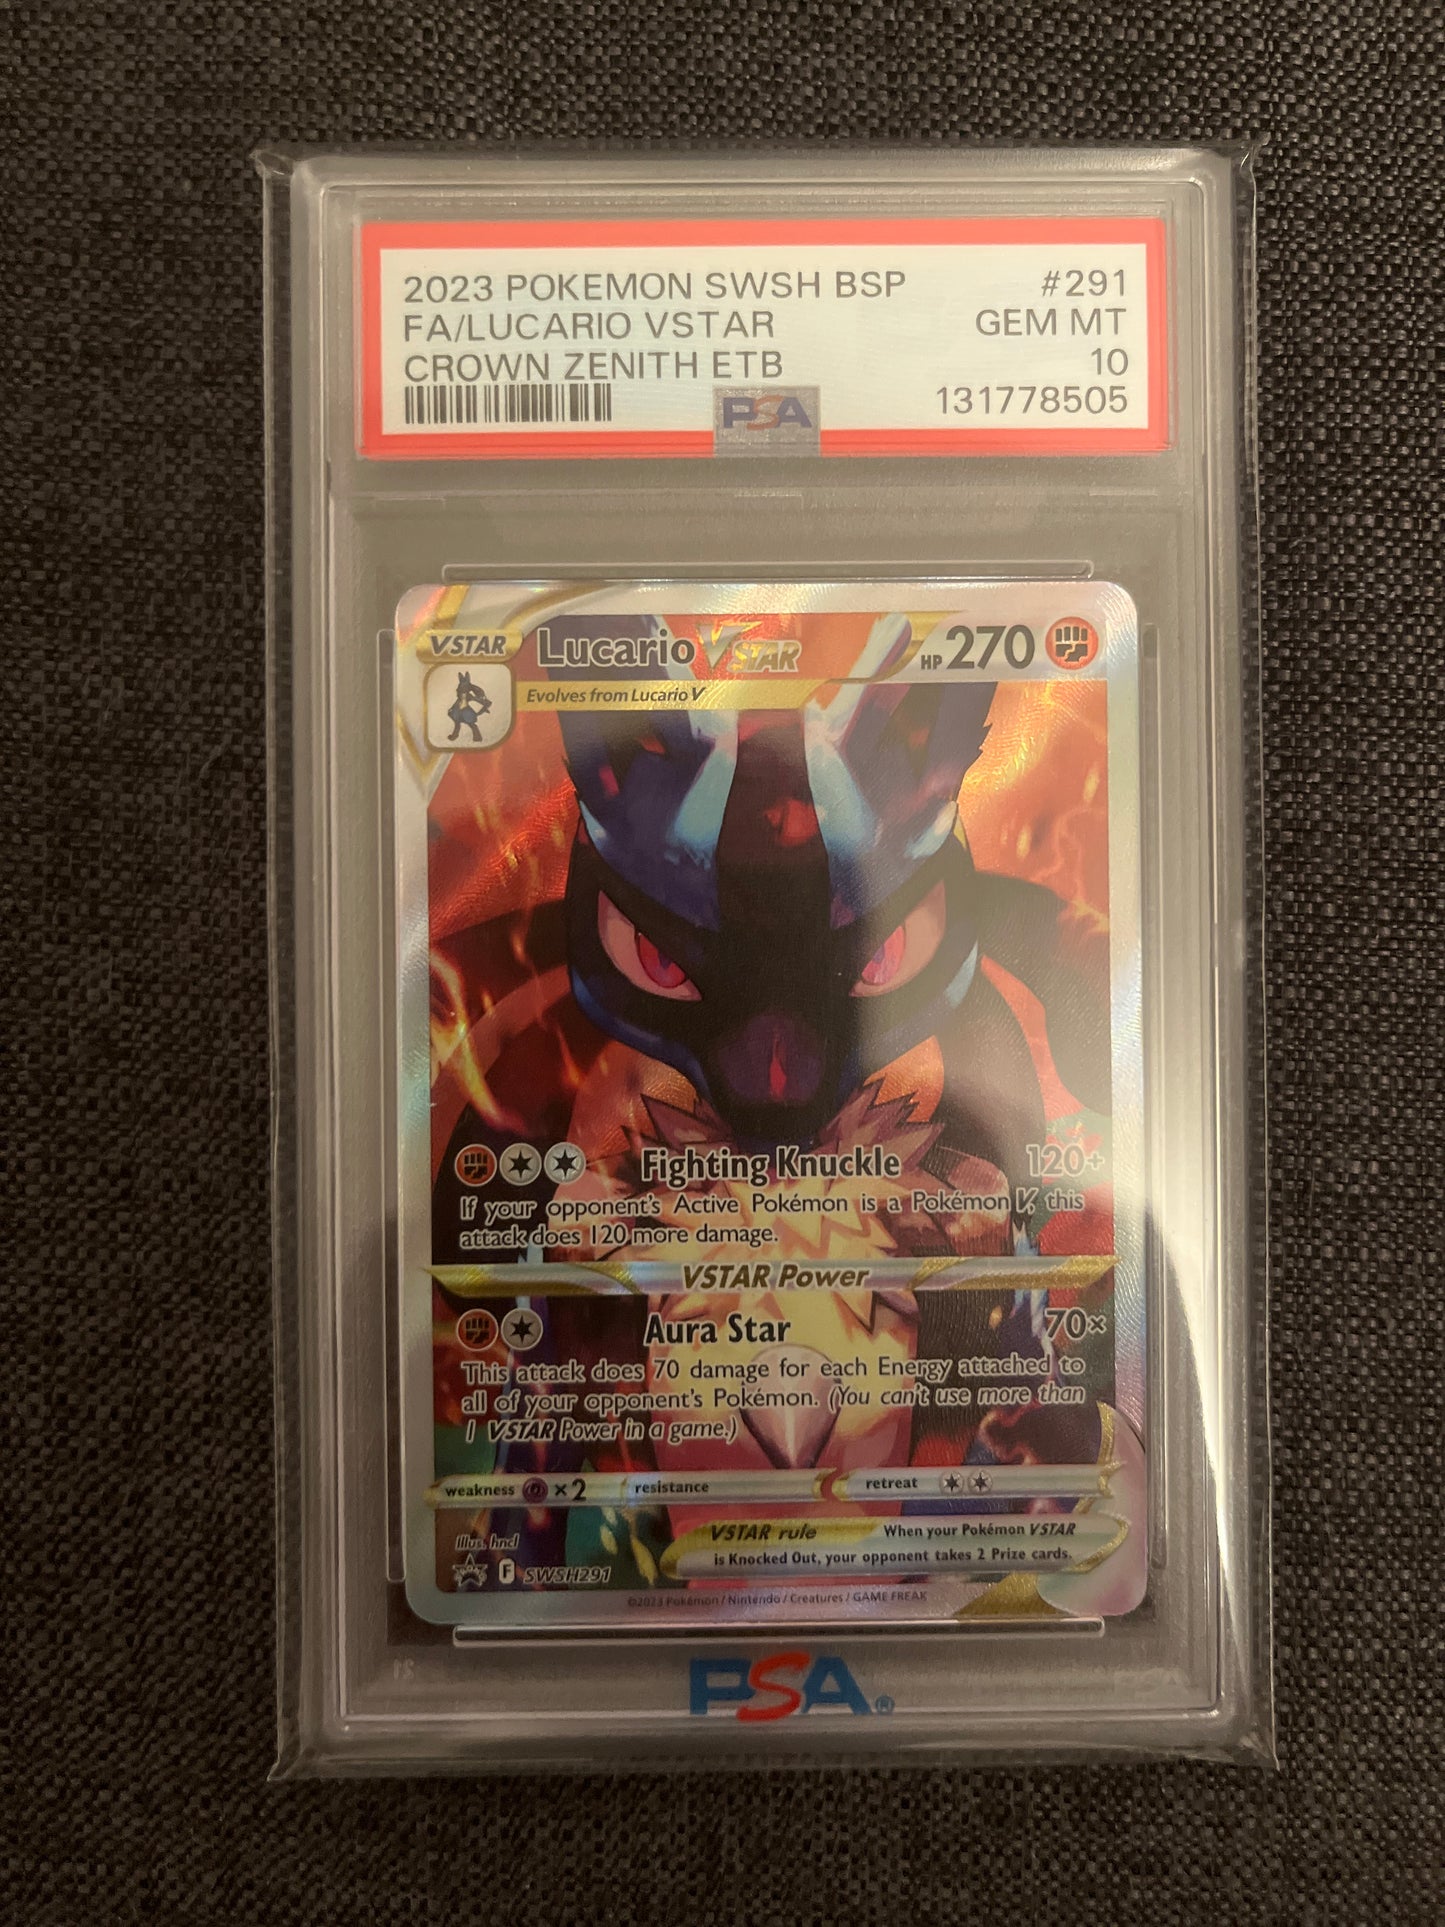 2023 POKEMON SWSH BSP #291
FA/LUCARIO VSTAR GEM MT
CROWN ZENITH ETB 10
PSA 131778505
VSTAR Lucario VSTAR HP 270
Evolves from Lucario V
Fighting Knuckle 120+
If your opponent's Active Pokémon is a Pokémon V, this
attack does 120 more damage.
VSTAR Power
Aura Star 70×
This attack does 70 damage for each Energy attached to
all of your opponent's Pokémon. (You can't use more than
1 VSTAR Power in a game.)
weakness ×2 resistance retreat
VSTAR rule When your Pokémon VSTAR
is Knocked Out, your opponent takes 2 Prize cards.
Illus. hncl
F SWSH291
©2023 Pokémon / Nintendo / Creatures / GAME FREAK
PSA®